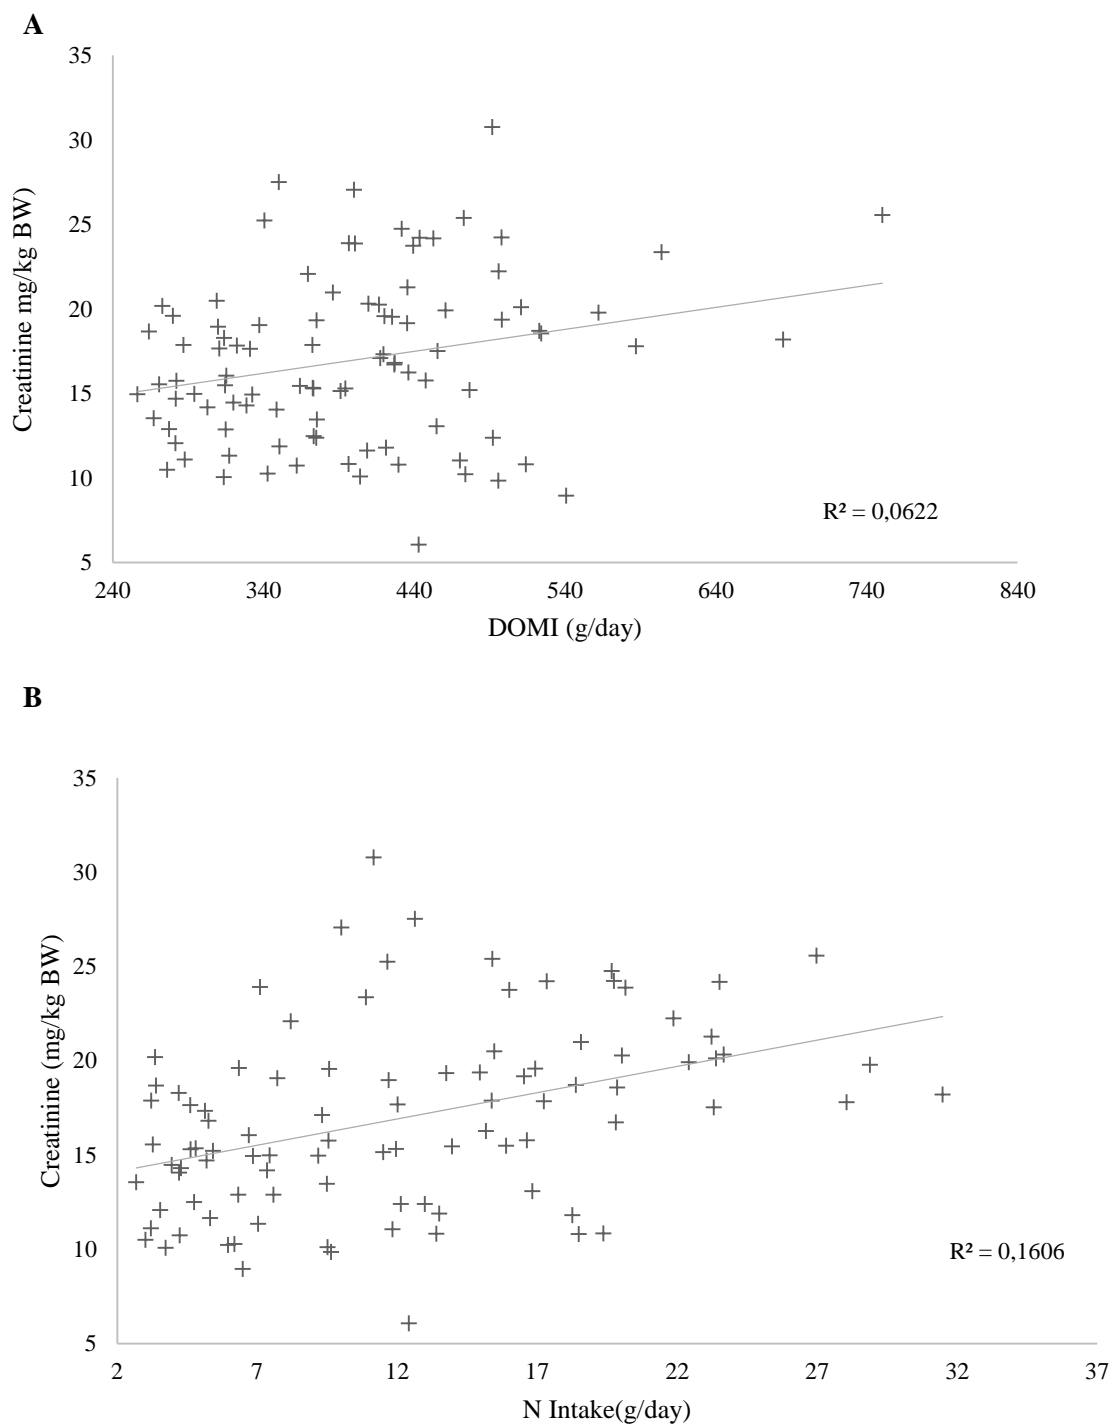 A
35
30
25
20
15
10
5
Creatinine mg/kg BW)
R² = 0,0622
240 340 440 540 640 740 840
DOMI (g/day)
B
35
30
25
20
15
10
5
Creatinine (mg/kg BW)
R² = 0,1606
2 7 12 17 22 27 32 37
N Intake(g/day)